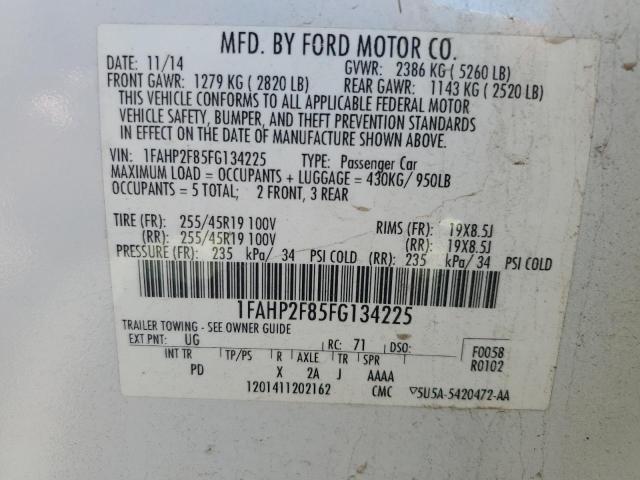 MFD. BY FORD MOTOR CO.
DATE: 11/14 GVWR: 2386 KG ( 5260 LB)
FRONT GAWR: 1279 KG ( 2820 LB) REAR GAWR: 1143 KG ( 2520 LB)
THIS VEHICLE CONFORMS TO ALL APPLICABLE FEDERAL MOTOR
VEHICLE SAFETY, BUMPER, AND THEFT PREVENTION STANDARDS
IN EFFECT ON THE DATE OF MANUFACTURE SHOWN ABOVE.
VIN: 1FAHP2F85FG134225 TYPE: Passenger Car
MAXIMUM LOAD = OCCUPANTS + LUGGAGE = 430KG/ 950LB
OCCUPANTS = 5 TOTAL; 2 FRONT, 3 REAR
TIRE (FR): 255/45R19 100V RIMS (FR): 19X8.5J
(RR): 255/45R19 100V (RR): 19X8.5J
PRESSURE (FR): 235 kPa/ 34 PSI COLD (RR): 235 kPa/ 34 PSI COLD
1FAHP2F85FG134225
TRAILER TOWING - SEE OWNER GUIDE
EXT PNT: UG RC: 71 DSO: F0058
R0102
INT TR TP/PS R AXLE TR SPR
PD X 2A J AAAA
1201411202162 CMC ▽5U5A-5420472-AA